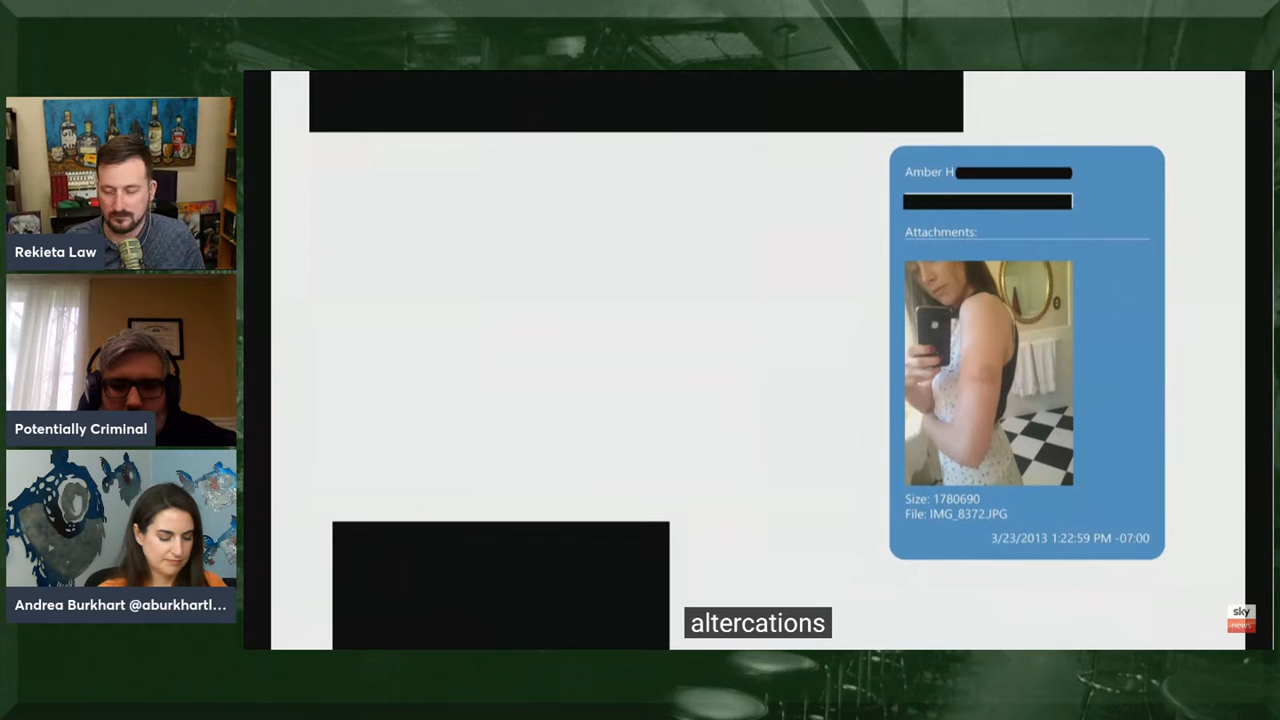 Rekieta Law
Potentially Criminal
Andrea Burkhart @aburkhartl...
Amber H
Attachments:
Size: 1780690
File: IMG_8372.JPG
3/23/2013 1:22:59 PM -07:00
altercations
sky
news